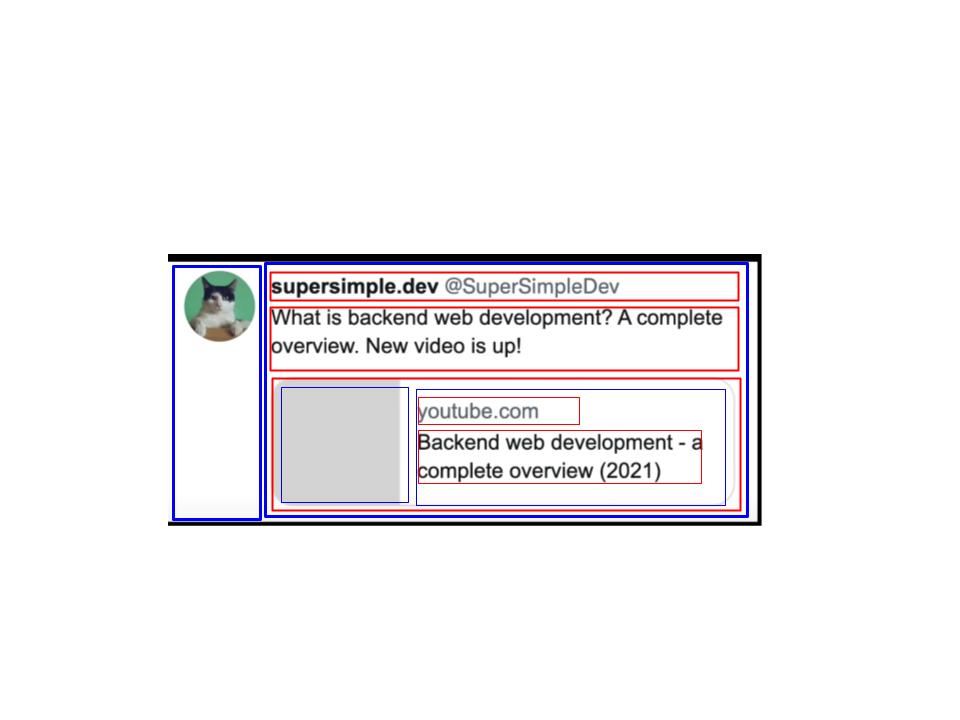 supersimple.dev @SuperSimpleDev
What is backend web development? A complete
overview. New video is up!
youtube.com
Backend web development - a
complete overview (2021)